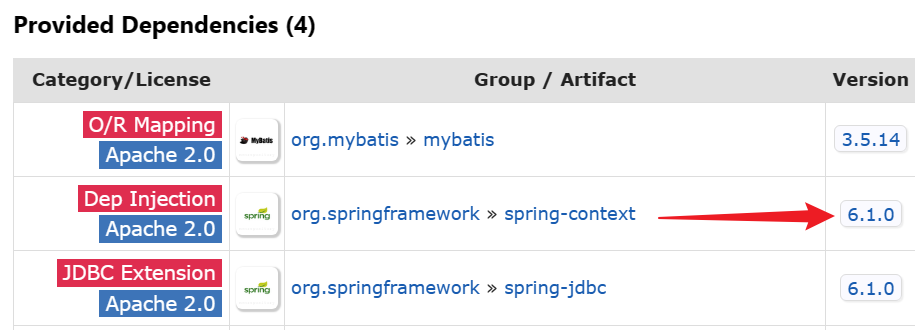 Provided Dependencies (4)
Category/License Group / Artifact Version
O/R Mapping
Apache 2.0
MyBatis
org.mybatis » mybatis
3.5.14
Dep Injection
Apache 2.0
spring
org.springframework » spring-context
6.1.0
JDBC Extension
Apache 2.0
spring
org.springframework » spring-jdbc
6.1.0